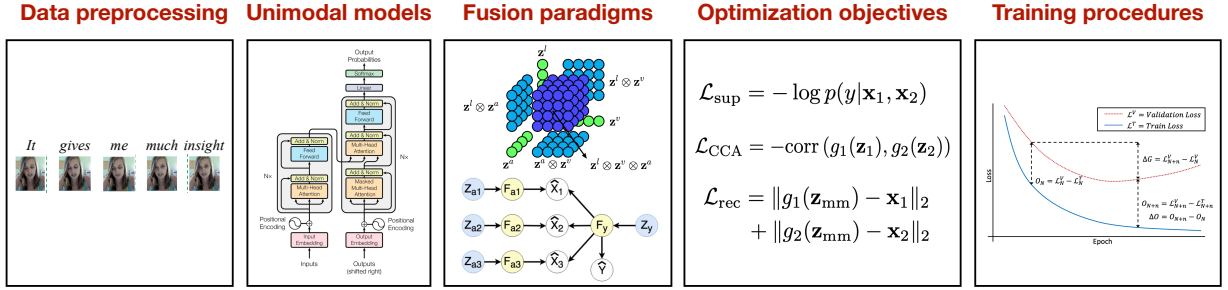 Data preprocessing
Unimodal models
Fusion paradigms
Optimization objectives
Training procedures
It gives me much insight
Output
Probabilities
Softmax
Linear
Add & Norm
Feed
Forward
Add & Norm
Multi-Head
Attention
Add & Norm
Masked
Multi-Head
Attention
Nx
Add & Norm
Feed
Forward
Add & Norm
Multi-Head
Attention
Nx
Positional
Encoding
Positional
Encoding
Input
Embedding
Output
Embedding
Inputs
Outputs
(shifted right)
z^l
z^l ⊗ z^v
z^l ⊗ z^a
z^v
z^a
z^a ⊗ z^v
z^l ⊗ z^v ⊗ z^a
Z_a1 F_a1 X̂_1
Z_a2 F_a2 X̂_2 F_y Z_y
Z_a3 F_a3 X̂_3 Ŷ
ℒ_sup = − log p(y|x_1, x_2)
ℒ_CCA = −corr (g_1(z_1), g_2(z_2))
ℒ_rec = ‖g_1(z_mm) − x_1‖_2
+ ‖g_2(z_mm) − x_2‖_2
ℒ^V = Validation Loss
ℒ^T = Train Loss
ΔG = ℒ^V_{N+n} − ℒ^V_N
O_N = ℒ^V_N − ℒ^T_N
O_{N+n} = ℒ^V_{N+n} − ℒ^T_{N+n}
ΔO = O_{N+n} − O_N
Loss
Epoch